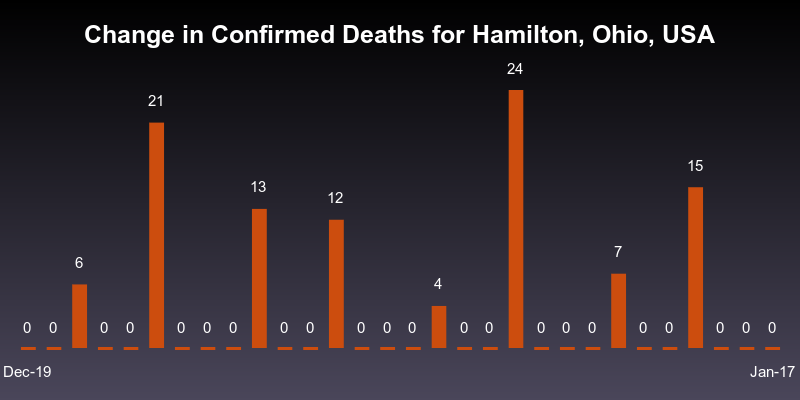 Change in Confirmed Deaths for Hamilton, Ohio, USA
0 0 6 0 0 21 0 0 0 13 0 0 12 0 0 0 4 0 0 24 0 0 0 7 0 0 15 0 0 0
Dec-19 Jan-17